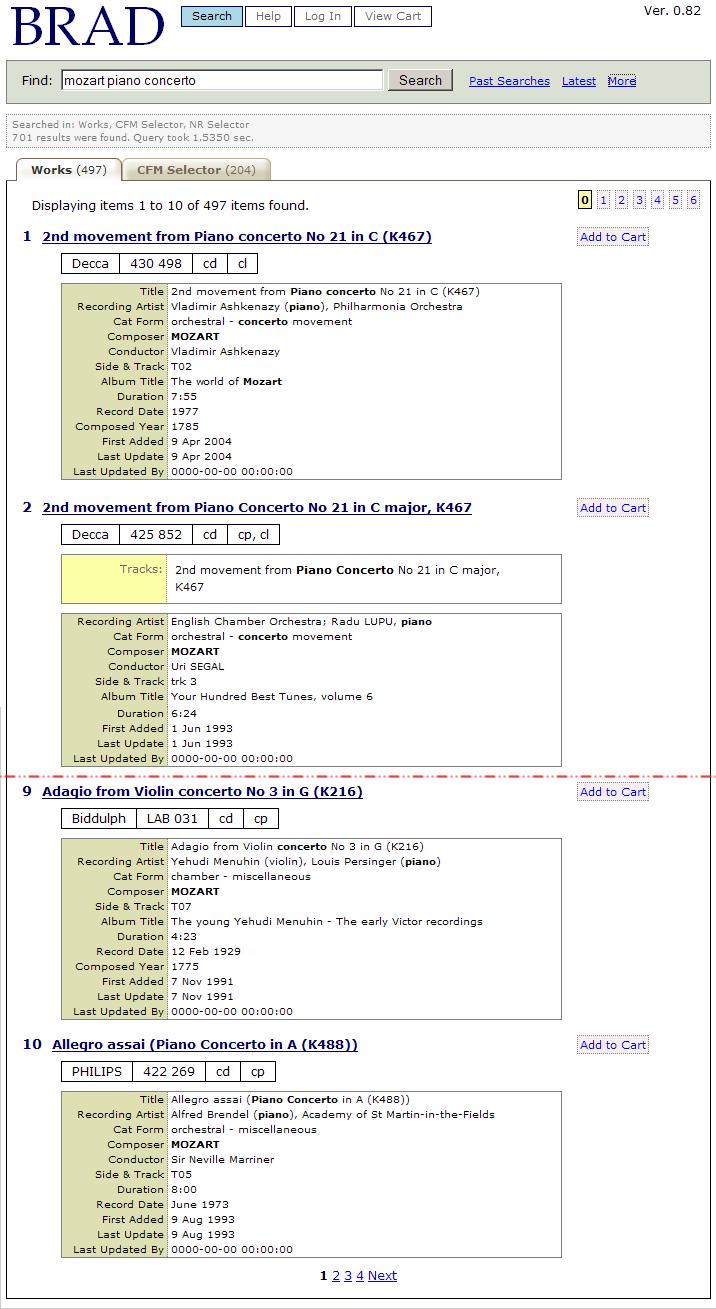 BRAD
Search Help Log In View Cart
Ver. 0.82
Find: mozart piano concerto Search Past Searches Latest More
Searched in: Works, CFM Selector, NR Selector
701 results were found. Query took 1.5350 sec.
Works (497) CFM Selector (204)
Displaying items 1 to 10 of 497 items found.
0 1 2 3 4 5 6
1 2nd movement from Piano concerto No 21 in C (K467) Add to Cart
Decca 430 498 cd cl
Title 2nd movement from Piano concerto No 21 in C (K467)
Recording Artist Vladimir Ashkenazy (piano), Philharmonia Orchestra
Cat Form orchestral - concerto movement
Composer MOZART
Conductor Vladimir Ashkenazy
Side & Track T02
Album Title The world of Mozart
Duration 7:55
Record Date 1977
Composed Year 1785
First Added 9 Apr 2004
Last Update 9 Apr 2004
Last Updated By 0000-00-00 00:00:00
2 2nd movement from Piano Concerto No 21 in C major, K467 Add to Cart
Decca 425 852 cd cp, cl
Tracks: 2nd movement from Piano Concerto No 21 in C major,
K467
Recording Artist English Chamber Orchestra; Radu LUPU, piano
Cat Form orchestral - concerto movement
Composer MOZART
Conductor Uri SEGAL
Side & Track trk 3
Album Title Your Hundred Best Tunes, volume 6
Duration 6:24
First Added 1 Jun 1993
Last Update 1 Jun 1993
Last Updated By 0000-00-00 00:00:00
9 Adagio from Violin concerto No 3 in G (K216) Add to Cart
Biddulph LAB 031 cd cp
Title Adagio from Violin concerto No 3 in G (K216)
Recording Artist Yehudi Menuhin (violin), Louis Persinger (piano)
Cat Form chamber - miscellaneous
Composer MOZART
Side & Track T07
Album Title The young Yehudi Menuhin - The early Victor recordings
Duration 4:23
Record Date 12 Feb 1929
Composed Year 1775
First Added 7 Nov 1991
Last Update 7 Nov 1991
Last Updated By 0000-00-00 00:00:00
10 Allegro assai (Piano Concerto in A (K488)) Add to Cart
PHILIPS 422 269 cd cp
Title Allegro assai (Piano Concerto in A (K488))
Recording Artist Alfred Brendel (piano), Academy of St Martin-in-the-Fields
Cat Form orchestral - miscellaneous
Composer MOZART
Conductor Sir Neville Marriner
Side & Track T05
Duration 8:00
Record Date June 1973
First Added 9 Aug 1993
Last Update 9 Aug 1993
Last Updated By 0000-00-00 00:00:00
1 2 3 4 Next